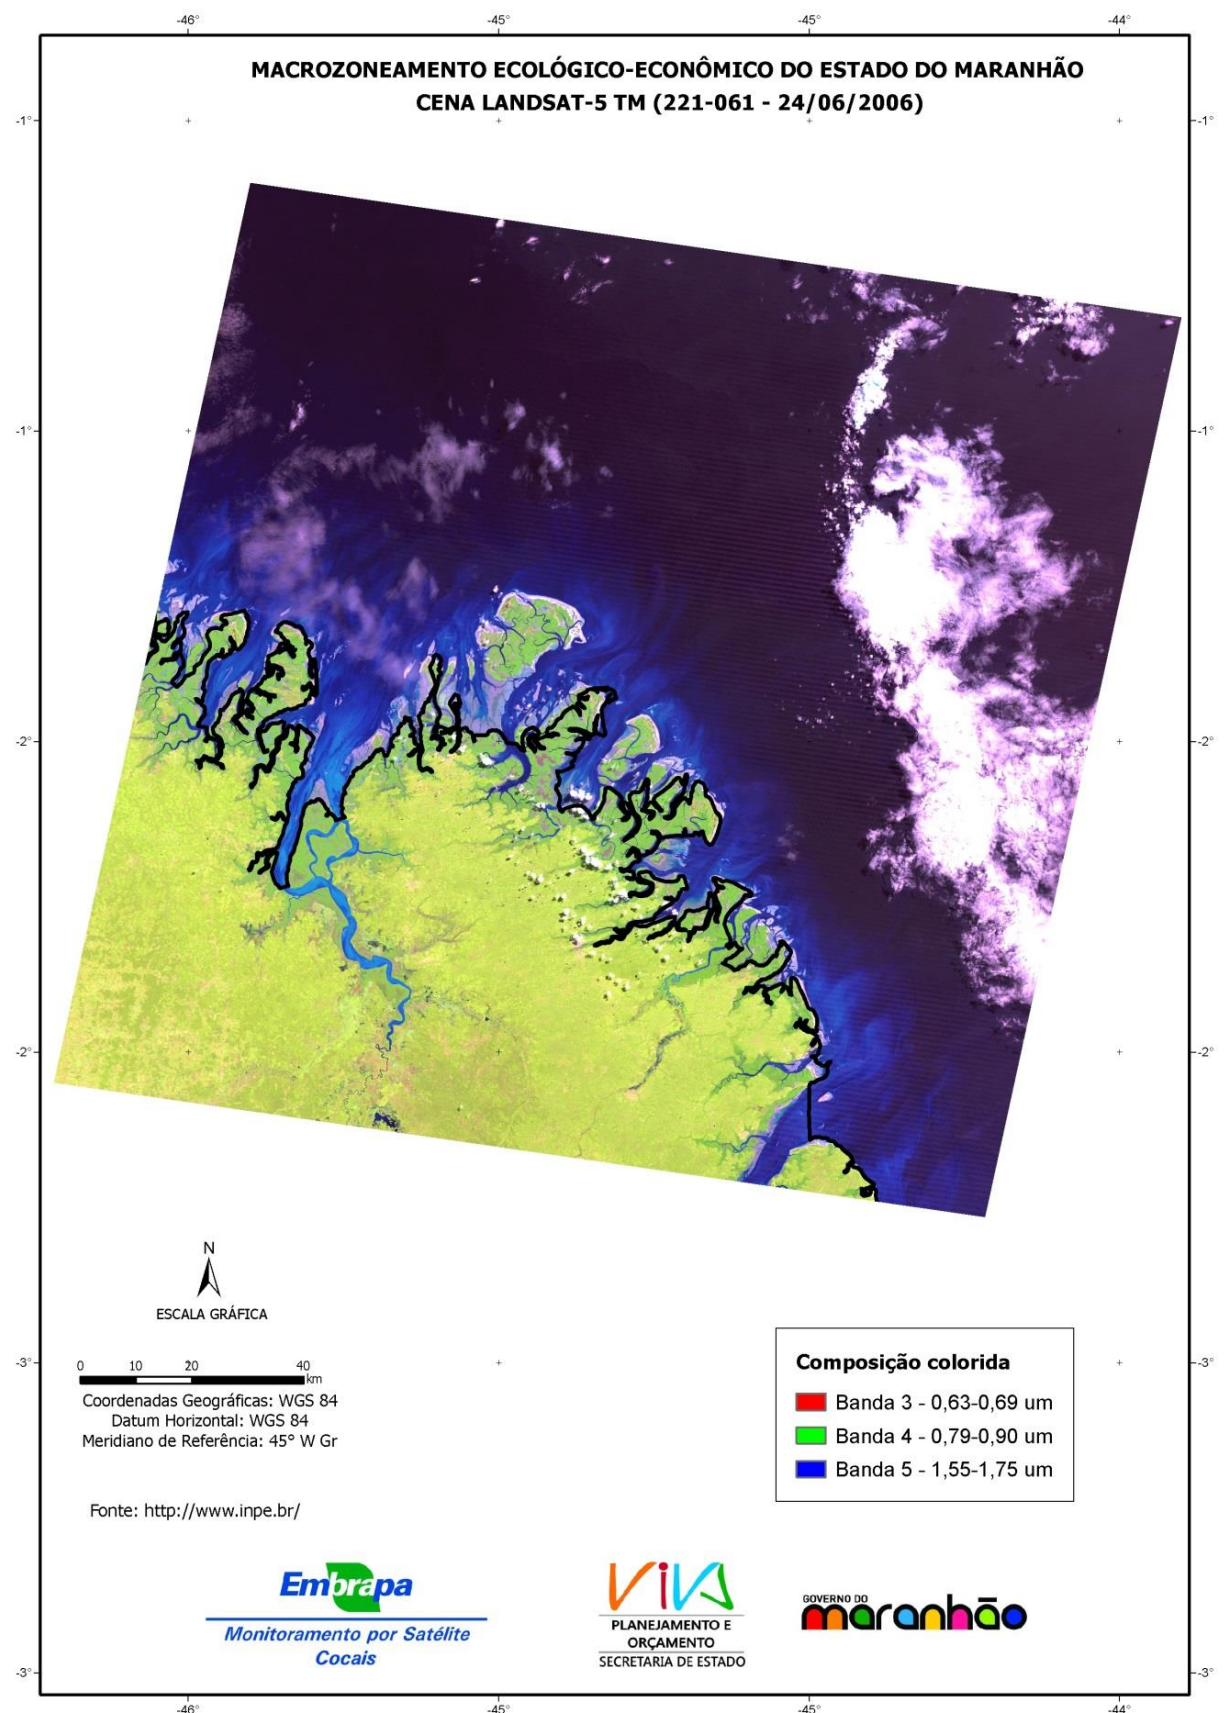 -46° -45° -45° -44°
MACROZONEAMENTO ECOLÓGICO-ECONÔMICO DO ESTADO DO MARANHÃO
CENA LANDSAT-5 TM (221-061 - 24/06/2006)
-1° -1°
-1° -1°
-2° -2°
-2° -2°
N
ESCALA GRÁFICA
-3° -3°
0 10 20 40
km
Coordenadas Geográficas: WGS 84
Datum Horizontal: WGS 84
Meridiano de Referência: 45° W Gr
Composição colorida
Banda 3 - 0,63-0,69 um
Banda 4 - 0,79-0,90 um
Banda 5 - 1,55-1,75 um
Fonte: http://www.inpe.br/
Embrapa
Monitoramento por Satélite
Cocais
ViVA
PLANEJAMENTO E
ORÇAMENTO
SECRETARIA DE ESTADO
GOVERNO DO
maranhão
-3° -3°
-46° -45° -45° -44°